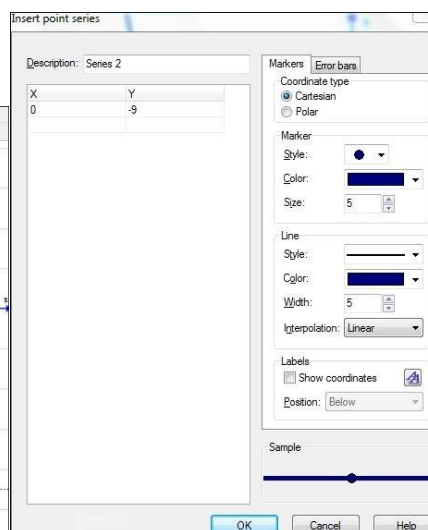 Insert point series
Description: Series 2
X Y
0 -9
Markers Error bars
Coordinate type
Cartesian
Polar
Marker
Style:
Color:
Size: 5
Line
Style:
Color:
Width: 5
Interpolation: Linear
Labels
Show coordinates
Position: Below
Sample
OK Cancel Help